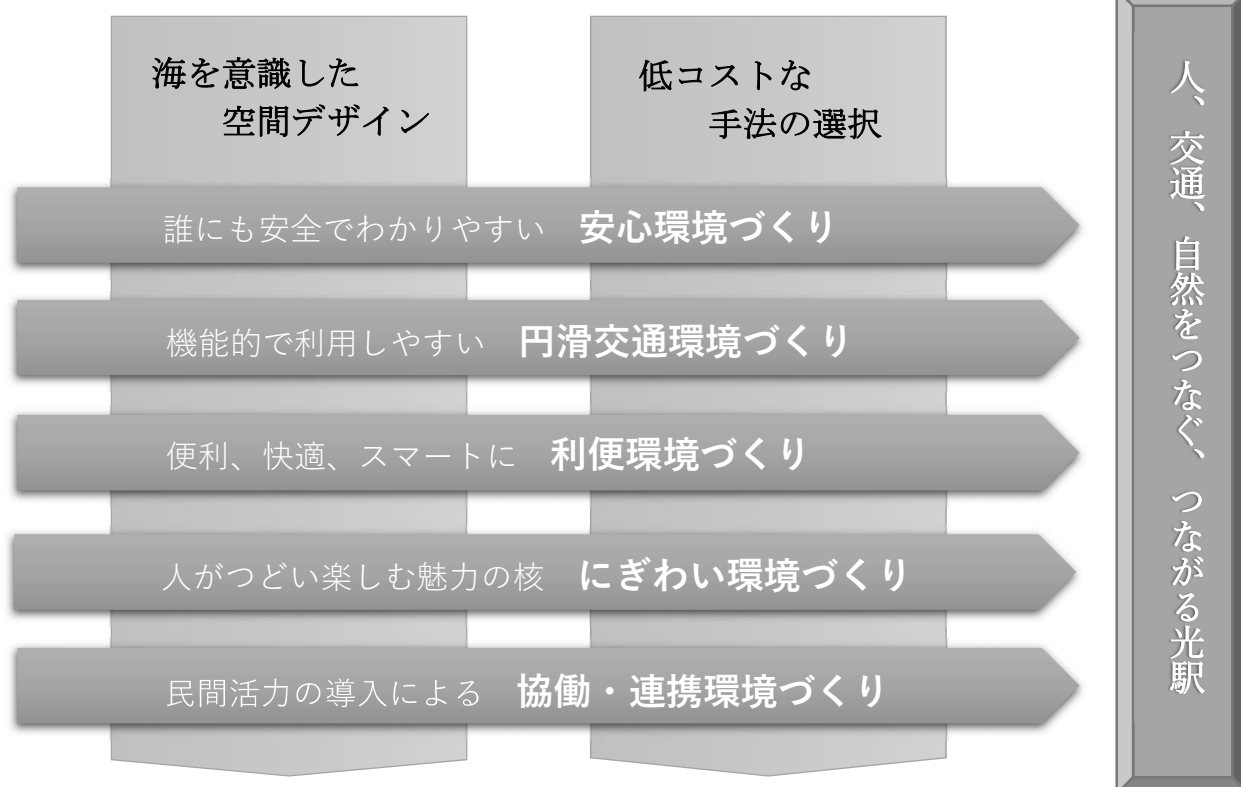 海を意識した
空間デザイン
低コストな
手法の選択
誰にも安全でわかりやすい　安心環境づくり
機能的で利用しやすい　円滑交通環境づくり
便利、快適、スマートに　利便環境づくり
人がつどい楽しむ魅力の核　にぎわい環境づくり
民間活力の導入による　協働・連携環境づくり
人、交通、自然をつなぐ、つながる光駅